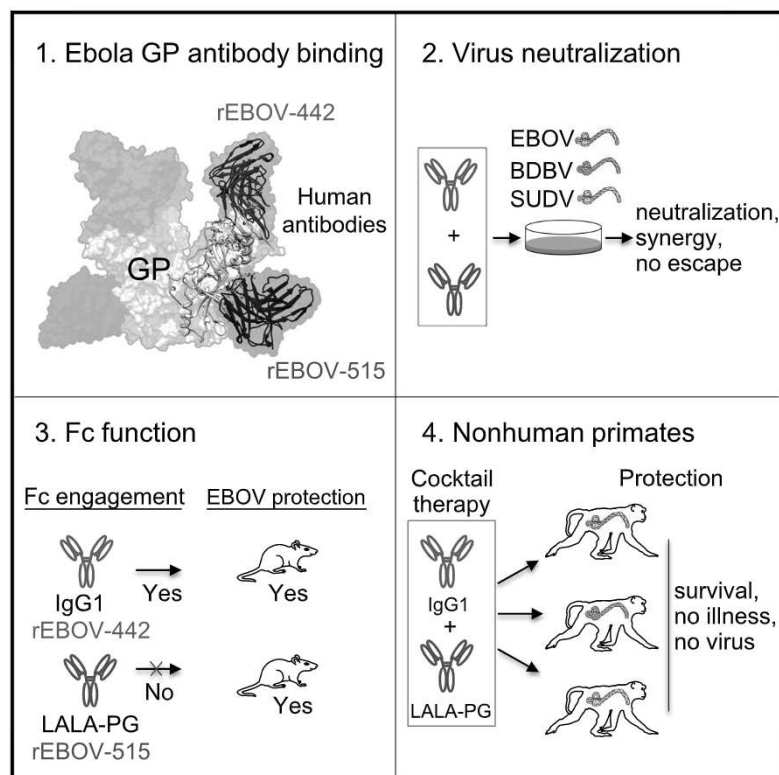 1. Ebola GP antibody binding
rEBOV-442
Human
antibodies
GP
rEBOV-515
2. Virus neutralization
EBOV
BDBV
SUDV
+
neutralization,
synergy,
no escape
3. Fc function
Fc engagement EBOV protection
IgG1
Yes
Yes
rEBOV-442
No
Yes
LALA-PG
rEBOV-515
4. Nonhuman primates
Cocktail
therapy
Protection
IgG1
+
LALA-PG
survival,
no illness,
no virus